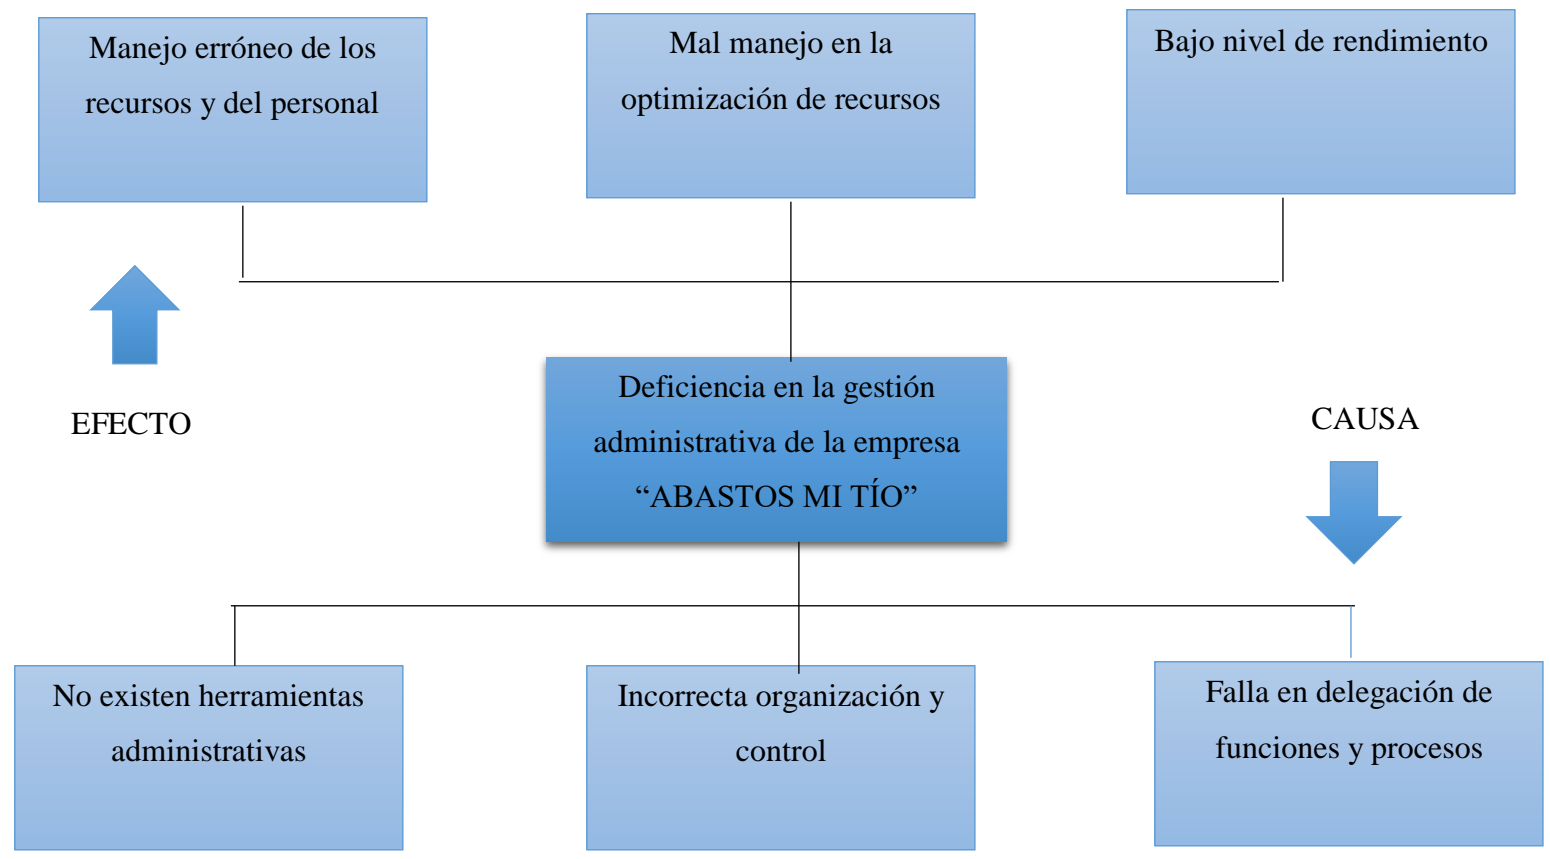 Manejo erróneo de los
recursos y del personal
Mal manejo en la
optimización de recursos
Bajo nivel de rendimiento
EFECTO
Deficiencia en la gestión
administrativa de la empresa
“ABASTOS MI TÍO”
CAUSA
No existen herramientas
administrativas
Incorrecta organización y
control
Falla en delegación de
funciones y procesos